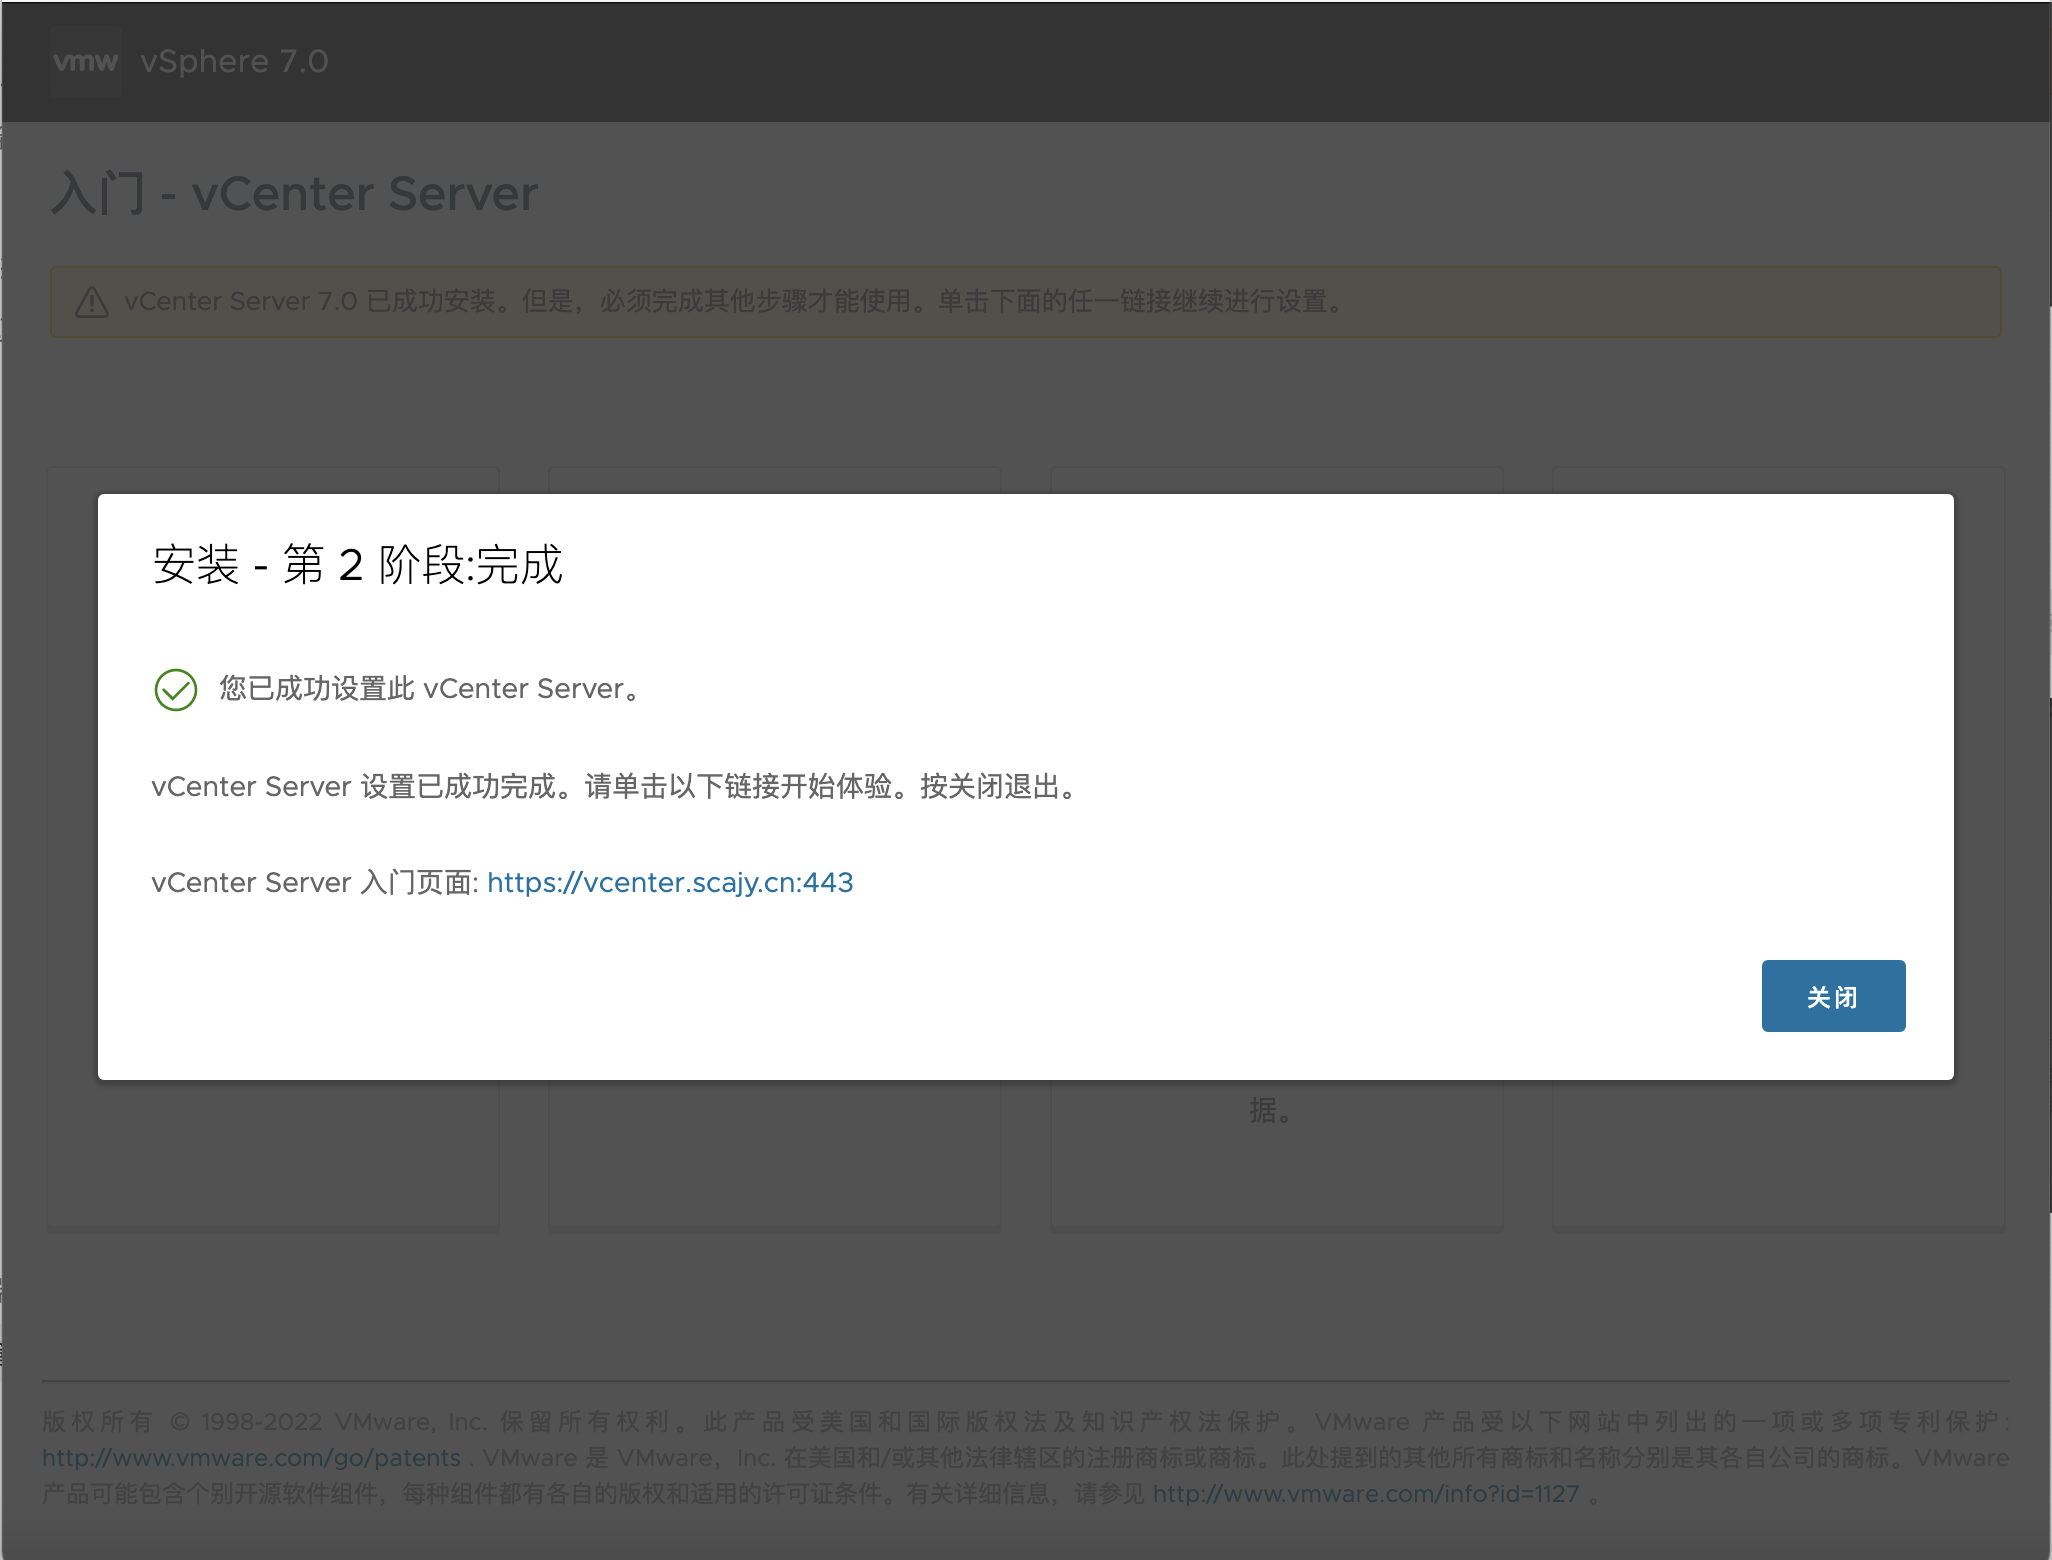 vmw vSphere 7.0
入门 - vCenter Server
vCenter Server 7.0 已成功安装。但是，必须完成其他步骤才能使用。单击下面的任一链接继续进行设置。
安装 - 第 2 阶段:完成
您已成功设置此 vCenter Server。
vCenter Server 设置已成功完成。请单击以下链接开始体验。按关闭退出。
vCenter Server 入门页面: https://vcenter.scajy.cn:443
关闭
据。
版权所有 © 1998-2022 VMware, Inc. 保留所有权利。此产品受美国和国际版权法及知识产权法保护。VMware 产品受以下网站中列出的一项或多项专利保护:
http://www.vmware.com/go/patents . VMware 是 VMware，Inc. 在美国和/或其他法律辖区的注册商标或商标。此处提到的其他所有商标和名称分别是其各自公司的商标。VMware
产品可能包含个别开源软件组件，每种组件都有各自的版权和适用的许可证条件。有关详细信息，请参见 http://www.vmware.com/info?id=1127 。